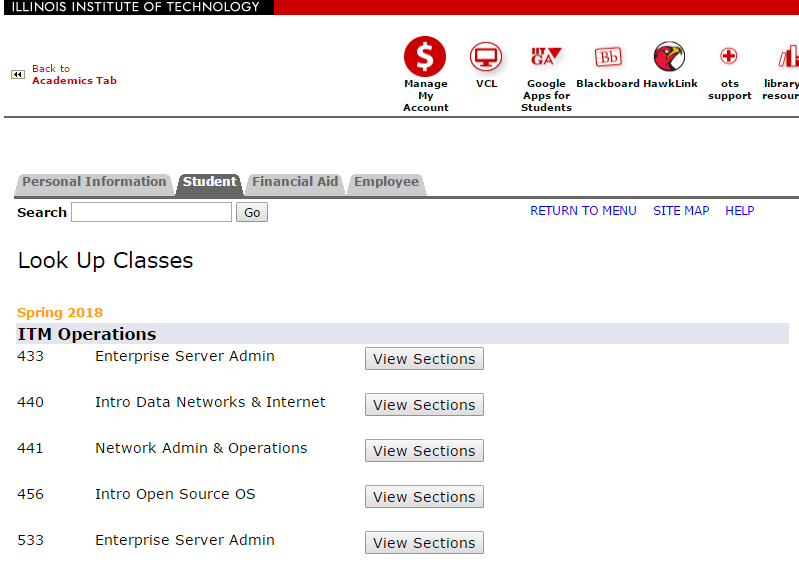 ILLINOIS INSTITUTE OF TECHNOLOGY
Back to
Academics Tab
$
Manage
My
Account
VCL
IIT
GA
Google
Apps for
Students
Bb
Blackboard
HawkLink
ots
support
library
resour
Personal Information
Student
Financial Aid
Employee
Search
Go
RETURN TO MENU
SITE MAP
HELP
Look Up Classes
Spring 2018
ITM Operations
433 Enterprise Server Admin View Sections
440 Intro Data Networks & Internet View Sections
441 Network Admin & Operations View Sections
456 Intro Open Source OS View Sections
533 Enterprise Server Admin View Sections